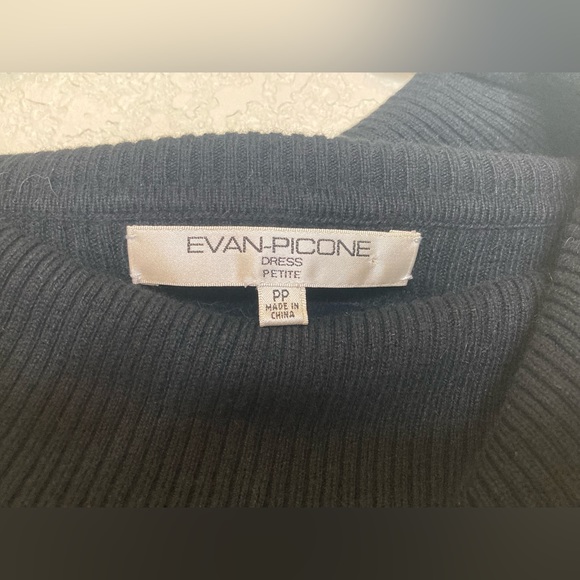 EVAN-PICONE
DRESS
PETITE
PP
MADE IN
CHINA